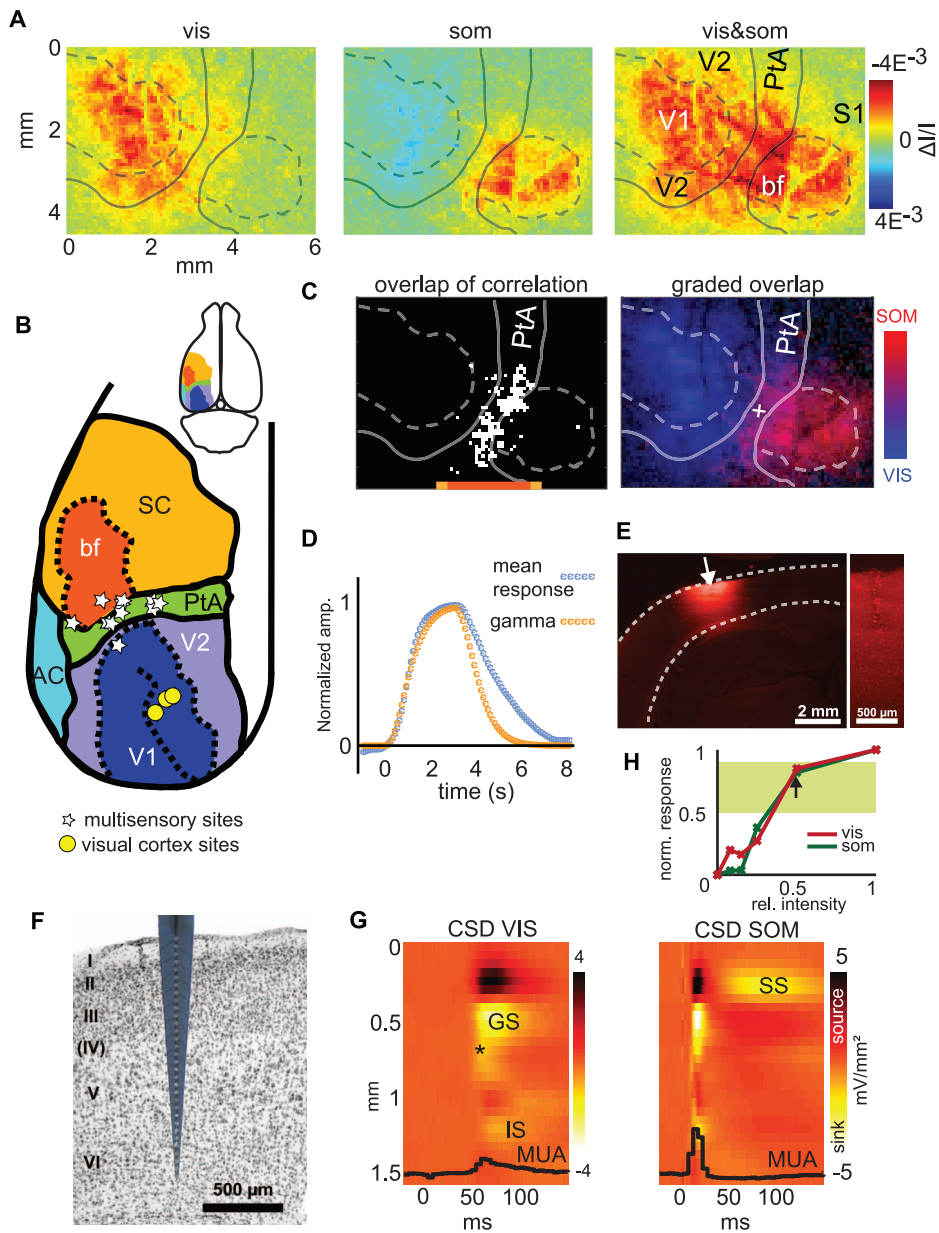 A
vis
som
vis&som
0
2
4
mm
0
2
4
6
mm
V2
PtA
V1
S1
V2
bf
-4E-3
0
4E-3
ΔI/I
B
SC
bf
PtA
AC
V2
V1
multisensory sites
visual cortex sites
C
overlap of correlation
graded overlap
PtA
PtA
SOM
VIS
D
mean
response
gamma
Normalized amp.
1
0
0
2
4
6
8
time (s)
E
2 mm
500 µm
H
norm. response
1
0.5
0
0.5
1
vis
som
rel. intensity
F
I
II
III
(IV)
V
VI
500 µm
G
CSD VIS
CSD SOM
0
0.5
1
1.5
mm
GS
*
IS
MUA
0
50
100
ms
4
-4
SS
MUA
0
50
100
ms
5
-5
source
sink
mV/mm²